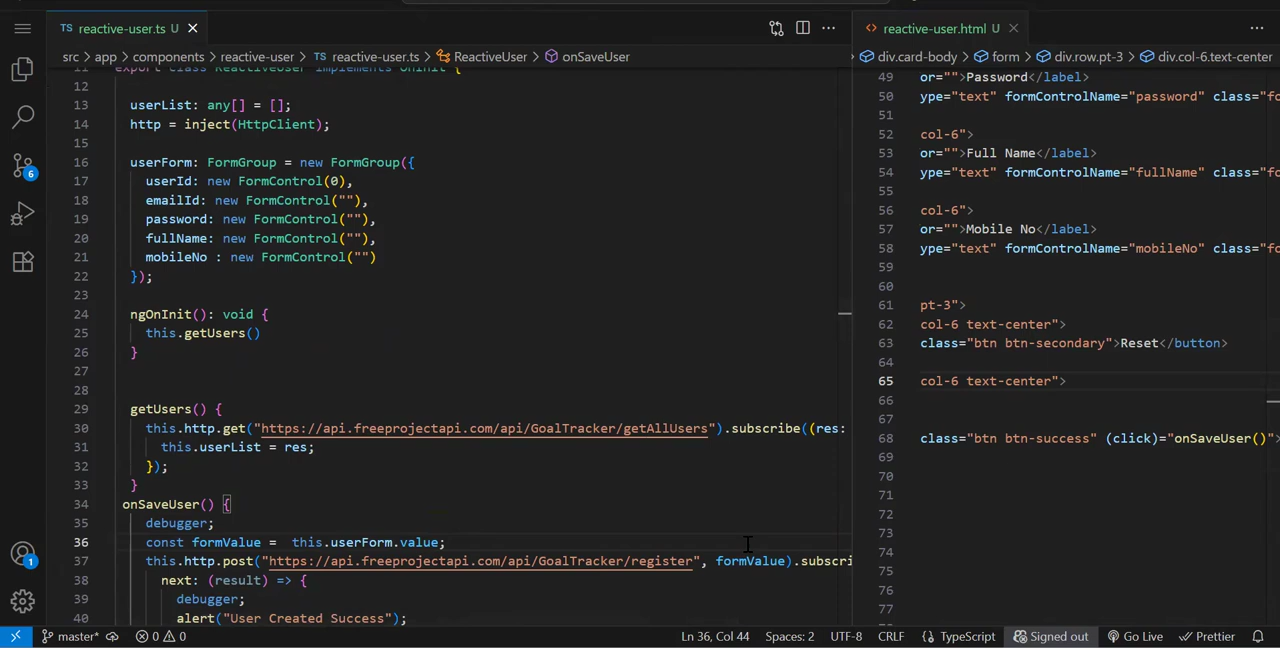 TS reactive-user.ts U
src > app > components > reactive-user > TS reactive-user.ts > ReactiveUser > onSaveUser
11 export class ReactiveUser implements OnInit {
12
13 userList: any[] = [];
14 http = inject(HttpClient);
15
16 userForm: FormGroup = new FormGroup({
17 userId: new FormControl(0),
18 emailId: new FormControl(""),
19 password: new FormControl(""),
20 fullName: new FormControl(""),
21 mobileNo : new FormControl("")
22 });
23
24 ngOnInit(): void {
25 this.getUsers()
26 }
27
28
29 getUsers() {
30 this.http.get("https://api.freeprojectapi.com/api/GoalTracker/getAllUsers").subscribe((res:
31 this.userList = res;
32 });
33 }
34 onSaveUser() {
35 debugger;
36 const formValue =  this.userForm.value;
37 this.http.post("https://api.freeprojectapi.com/api/GoalTracker/register", formValue).subscri
38 next: (result) => {
39 debugger;
40 alert("User Created Success");
reactive-user.html U
div.card-body > form > div.row.pt-3 > div.col-6.text-center
49 or="">Password</label>
50 ype="text" formControlName="password" class="fo
51
52 col-6">
53 or="">Full Name</label>
54 ype="text" formControlName="fullName" class="fo
55
56 col-6">
57 or="">Mobile No</label>
58 ype="text" formControlName="mobileNo" class="fo
59
60
61 pt-3">
62 col-6 text-center">
63 class="btn btn-secondary">Reset</button>
64
65 col-6 text-center">
66
67
68 class="btn btn-success" (click)="onSaveUser()">
69
70
71
72
73
74
75
76
77
6
1
master* 0 0 Ln 36, Col 44 Spaces: 2 UTF-8 CRLF {} TypeScript Signed out Go Live Prettier